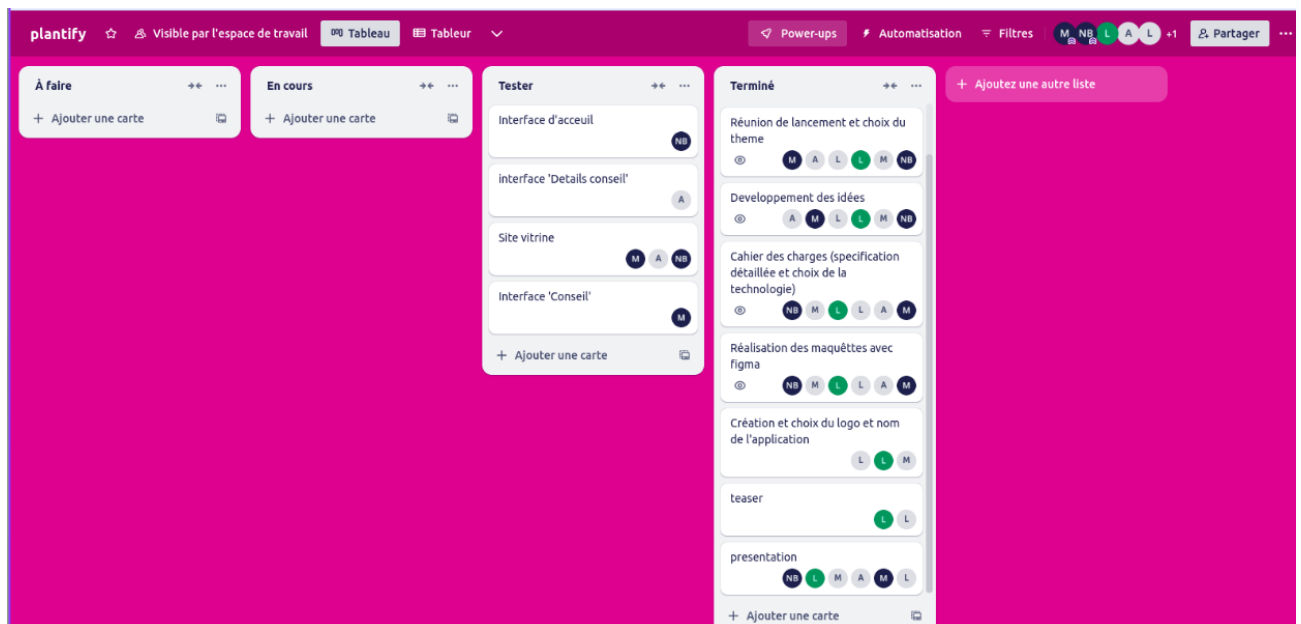 plantify Visible par l'espace de travail Tableau Tableur Power-ups Automatisation Filtres M NB L A L +1 Partager
À faire
+ Ajouter une carte
En cours
+ Ajouter une carte
Tester
Interface d'acceuil
NB
interface 'Details conseil'
A
Site vitrine
M A NB
Interface 'Conseil'
M
+ Ajouter une carte
Terminé
Réunion de lancement et choix du
theme
M A L L M NB
Developpement des idées
A M L L M NB
Cahier des charges (specification
détaillée et choix de la
technologie)
NB M L L A M
Réalisation des maquêttes avec
figma
NB M L L A M
Création et choix du logo et nom
de l'application
L L M
teaser
L L
presentation
NB L M A M L
+ Ajouter une carte
+ Ajoutez une autre liste